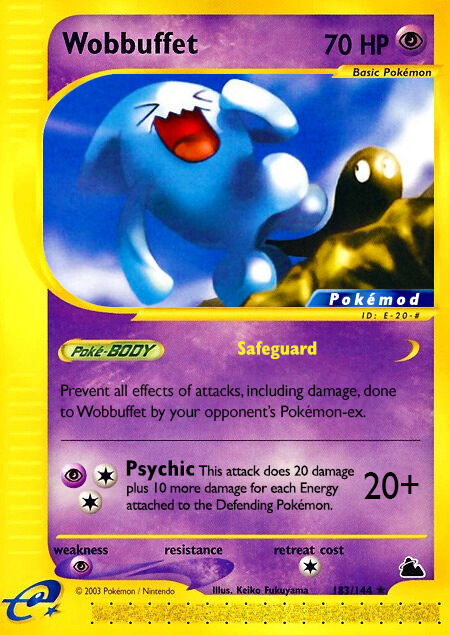 Wobbuffet 70 HP
Basic Pokémon
Pokémod
ID: E-20-#
Poké-BODY Safeguard
Prevent all effects of attacks, including damage, done
to Wobbuffet by your opponent's Pokémon-ex.
Psychic This attack does 20 damage
plus 10 more damage for each Energy
attached to the Defending Pokémon.
20+
weakness resistance retreat cost
e
© 2003 Pokémon / Nintendo Illus. Keiko Fukuyama 183/144 ★